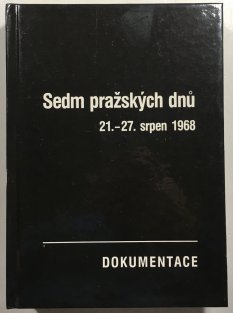 Sedm pražských dnů
21.–27. srpen 1968
DOKUMENTACE